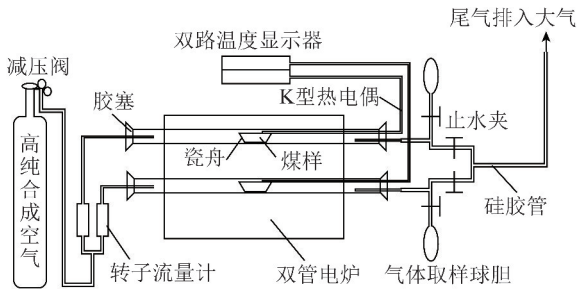 尾气排入大气
双路温度显示器
减压阀
K型热电偶
胶塞
止水夹
瓷舟
煤样
高纯合成空气
硅胶管
转子流量计
双管电炉
气体取样球胆